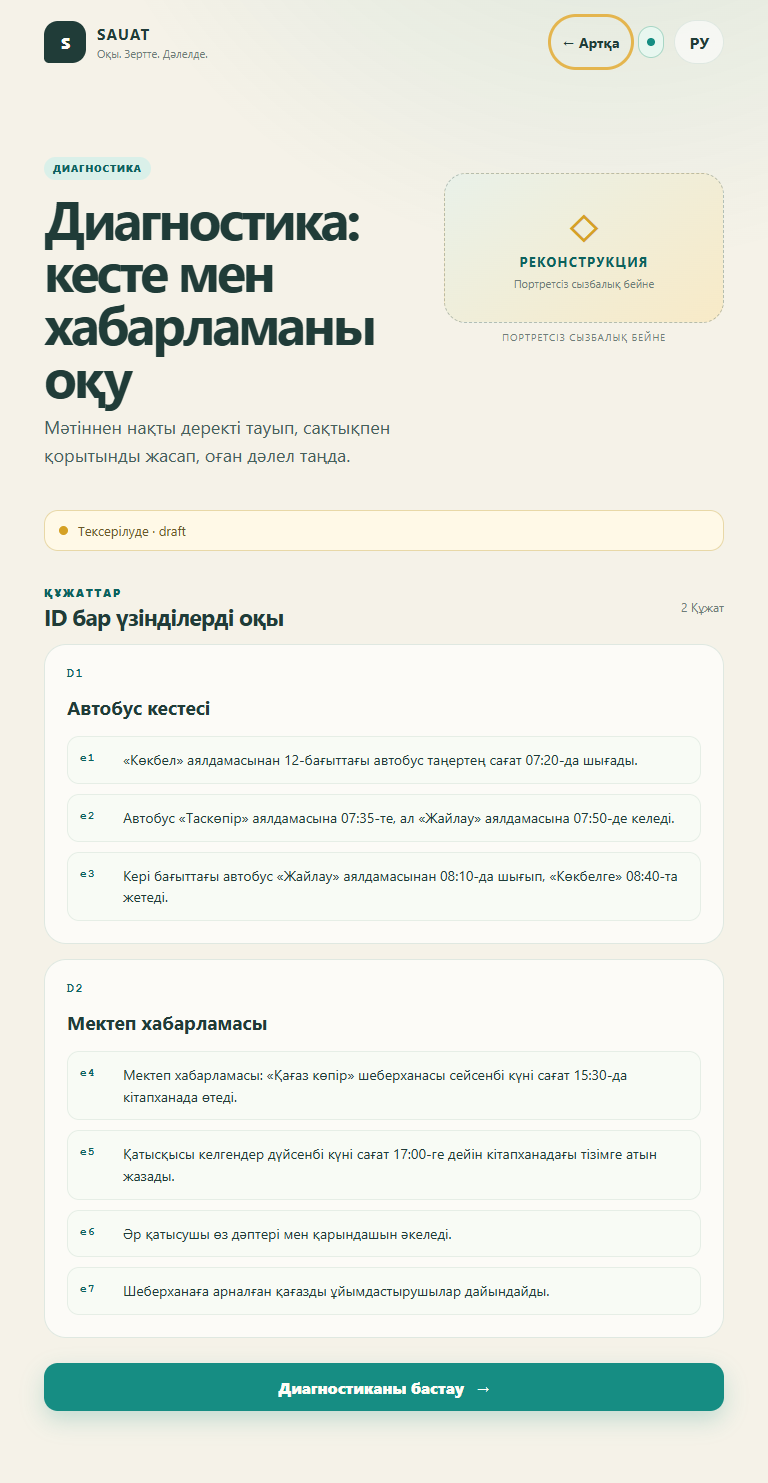 S
SAUAT
Оқы. Зертте. Дәлелде.
← Артқа
РУ
ДИАГНОСТИКА
Диагностика:
кесте мен
хабарламаны
оқу
Мәтіннен нақты деректі тауып, сақтықпен
қорытынды жасап, оған дәлел таңда.
РЕКОНСТРУКЦИЯ
Портретсіз сызбалық бейне
ПОРТРЕТСІЗ СЫЗБАЛЫҚ БЕЙНЕ
Тексерілуде · draft
ҚҰЖАТТАР
ID бар үзінділерді оқы
2 Құжат
D1
Автобус кестесі
e1
«Көкбел» аялдамасынан 12-бағыттағы автобус таңертең сағат 07:20-да шығады.
e2
Автобус «Таскөпір» аялдамасына 07:35-те, ал «Жайлау» аялдамасына 07:50-де келеді.
e3
Кері бағыттағы автобус «Жайлау» аялдамасынан 08:10-да шығып, «Көкбелге» 08:40-та
жетеді.
D2
Мектеп хабарламасы
e4
Мектеп хабарламасы: «Қағаз көпір» шеберханасы сейсенбі күні сағат 15:30-да
кітапханада өтеді.
e5
Қатысқысы келгендер дүйсенбі күні сағат 17:00-ге дейін кітапханадағы тізімге атын
жазады.
e6
Әр қатысушы өз дәптері мен қарындашын әкеледі.
e7
Шеберханаға арналған қағазды ұйымдастырушылар дайындайды.
Диагностиканы бастау →